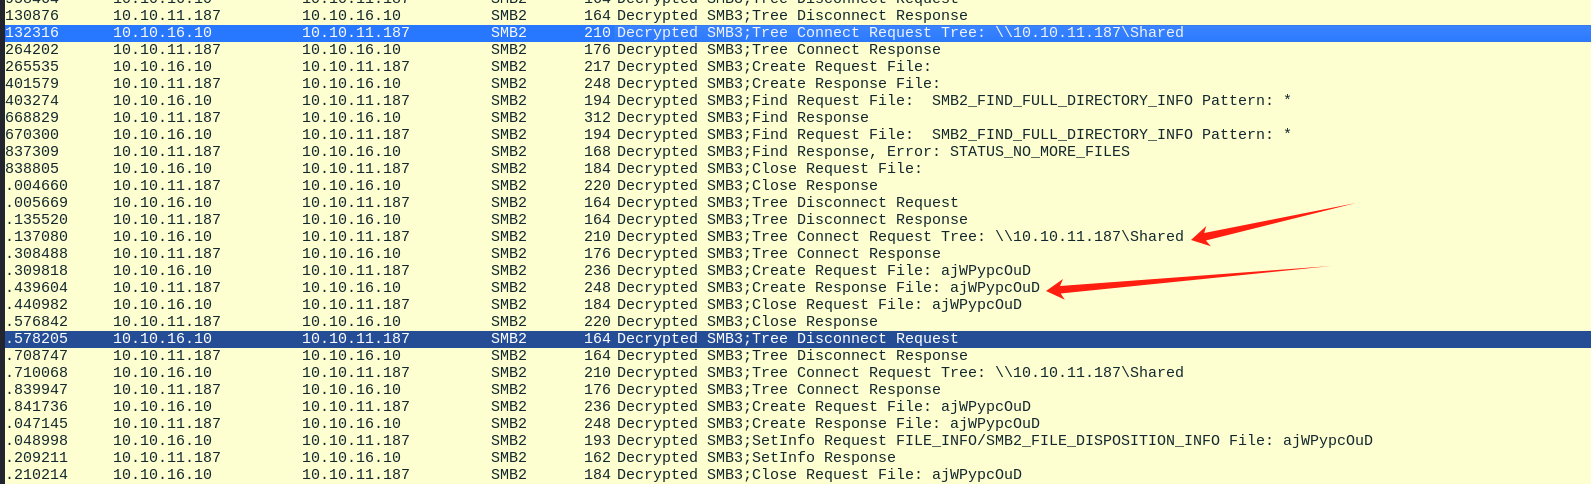 130876 10.10.11.187 10.10.16.10 SMB2 164 Decrypted SMB3;Tree Disconnect Response
132316 10.10.16.10 10.10.11.187 SMB2 210 Decrypted SMB3;Tree Connect Request Tree: \\10.10.11.187\Shared
264202 10.10.11.187 10.10.16.10 SMB2 176 Decrypted SMB3;Tree Connect Response
265535 10.10.16.10 10.10.11.187 SMB2 217 Decrypted SMB3;Create Request File:
401579 10.10.11.187 10.10.16.10 SMB2 248 Decrypted SMB3;Create Response File:
403274 10.10.16.10 10.10.11.187 SMB2 194 Decrypted SMB3;Find Request File:  SMB2_FIND_FULL_DIRECTORY_INFO Pattern: *
668829 10.10.11.187 10.10.16.10 SMB2 312 Decrypted SMB3;Find Response
670300 10.10.16.10 10.10.11.187 SMB2 194 Decrypted SMB3;Find Request File:  SMB2_FIND_FULL_DIRECTORY_INFO Pattern: *
837309 10.10.11.187 10.10.16.10 SMB2 168 Decrypted SMB3;Find Response, Error: STATUS_NO_MORE_FILES
838805 10.10.16.10 10.10.11.187 SMB2 184 Decrypted SMB3;Close Request File:
.004660 10.10.11.187 10.10.16.10 SMB2 220 Decrypted SMB3;Close Response
.005669 10.10.16.10 10.10.11.187 SMB2 164 Decrypted SMB3;Tree Disconnect Request
.135520 10.10.11.187 10.10.16.10 SMB2 164 Decrypted SMB3;Tree Disconnect Response
.137080 10.10.16.10 10.10.11.187 SMB2 210 Decrypted SMB3;Tree Connect Request Tree: \\10.10.11.187\Shared
.308488 10.10.11.187 10.10.16.10 SMB2 176 Decrypted SMB3;Tree Connect Response
.309818 10.10.16.10 10.10.11.187 SMB2 236 Decrypted SMB3;Create Request File: ajWPypcOuD
.439604 10.10.11.187 10.10.16.10 SMB2 248 Decrypted SMB3;Create Response File: ajWPypcOuD
.440982 10.10.16.10 10.10.11.187 SMB2 184 Decrypted SMB3;Close Request File: ajWPypcOuD
.576842 10.10.11.187 10.10.16.10 SMB2 220 Decrypted SMB3;Close Response
.578205 10.10.16.10 10.10.11.187 SMB2 164 Decrypted SMB3;Tree Disconnect Request
.708747 10.10.11.187 10.10.16.10 SMB2 164 Decrypted SMB3;Tree Disconnect Response
.710068 10.10.16.10 10.10.11.187 SMB2 210 Decrypted SMB3;Tree Connect Request Tree: \\10.10.11.187\Shared
.839947 10.10.11.187 10.10.16.10 SMB2 176 Decrypted SMB3;Tree Connect Response
.841736 10.10.16.10 10.10.11.187 SMB2 236 Decrypted SMB3;Create Request File: ajWPypcOuD
.047145 10.10.11.187 10.10.16.10 SMB2 248 Decrypted SMB3;Create Response File: ajWPypcOuD
.048998 10.10.16.10 10.10.11.187 SMB2 193 Decrypted SMB3;SetInfo Request FILE_INFO/SMB2_FILE_DISPOSITION_INFO File: ajWPypcOuD
.209211 10.10.11.187 10.10.16.10 SMB2 162 Decrypted SMB3;SetInfo Response
.210214 10.10.16.10 10.10.11.187 SMB2 184 Decrypted SMB3;Close Request File: ajWPypcOuD